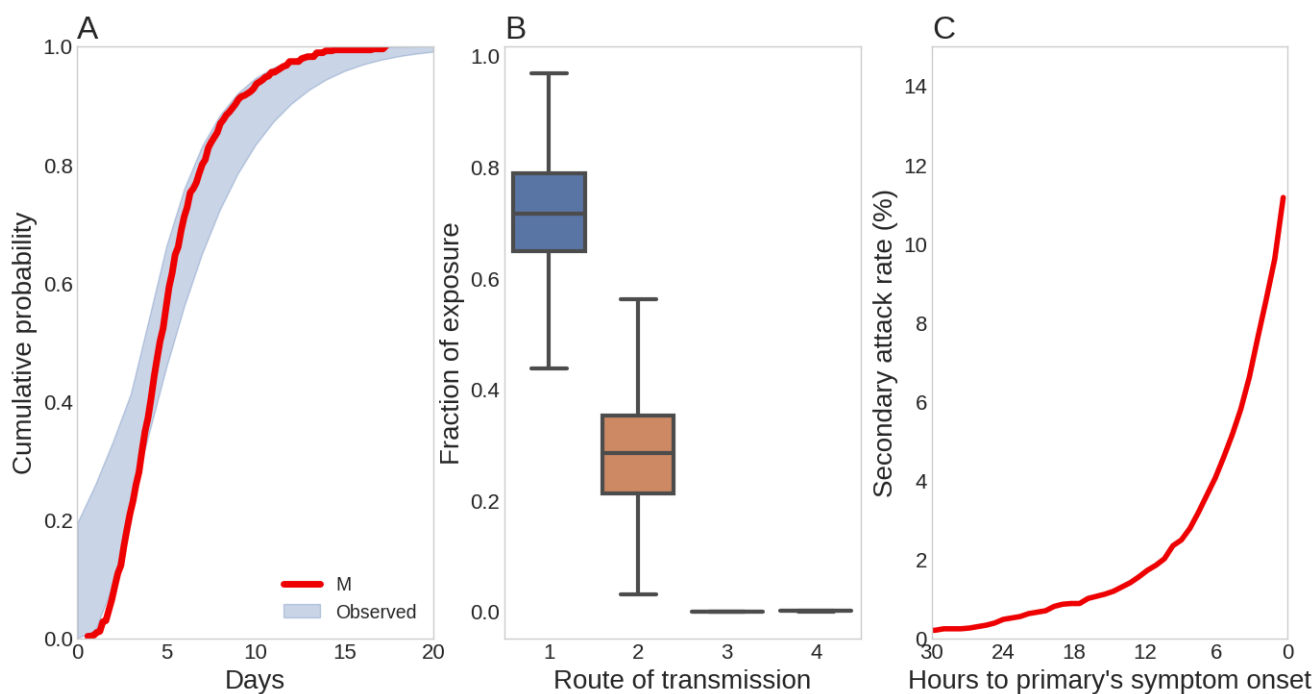 A
Cumulative probability
1.0
0.8
0.6
0.4
0.2
0.0
0 5 10 15 20
Days
M
Observed
B
Fraction of exposure
1.0
0.8
0.6
0.4
0.2
0.0
1 2 3 4
Route of transmission
C
Secondary attack rate (%)
14
12
10
8
6
4
2
0
30 24 18 12 6 0
Hours to primary's symptom onset